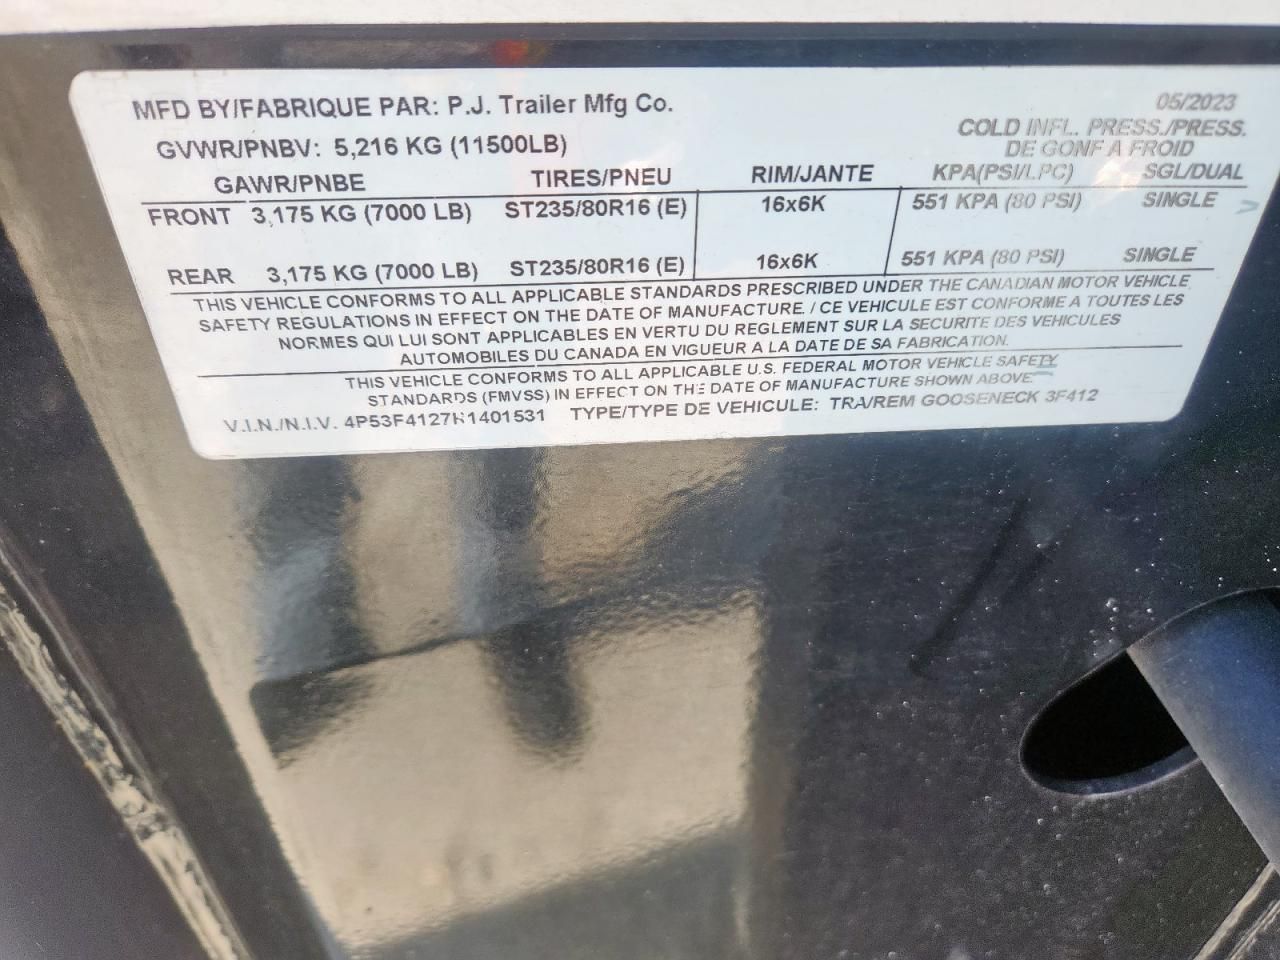 MFD BY/FABRIQUE PAR: P.J. Trailer Mfg Co. 05/2023
GVWR/PNBV: 5,216 KG (11500LB) COLD INFL. PRESS./PRESS.
DE GONF A FROID
GAWR/PNBE TIRES/PNEU RIM/JANTE KPA(PSI/LPC) SGL/DUAL
FRONT 3,175 KG (7000 LB) ST235/80R16 (E) 16x6K 551 KPA (80 PSI) SINGLE
REAR 3,175 KG (7000 LB) ST235/80R16 (E) 16x6K 551 KPA (80 PSI) SINGLE
THIS VEHICLE CONFORMS TO ALL APPLICABLE STANDARDS PRESCRIBED UNDER THE CANADIAN MOTOR VEHICLE
SAFETY REGULATIONS IN EFFECT ON THE DATE OF MANUFACTURE. / CE VEHICULE EST CONFORME A TOUTES LES
NORMES QUI LUI SONT APPLICABLES EN VERTU DU REGLEMENT SUR LA SECURITE DES VEHICULES
AUTOMOBILES DU CANADA EN VIGUEUR A LA DATE DE SA FABRICATION.
THIS VEHICLE CONFORMS TO ALL APPLICABLE U.S. FEDERAL MOTOR VEHICLE SAFETY
STANDARDS (FMVSS) IN EFFECT ON THE DATE OF MANUFACTURE SHOWN ABOVE.
V.I.N./N.I.V. TYPE/TYPE DE VEHICULE: TRA/REM GOOSENECK 3F412